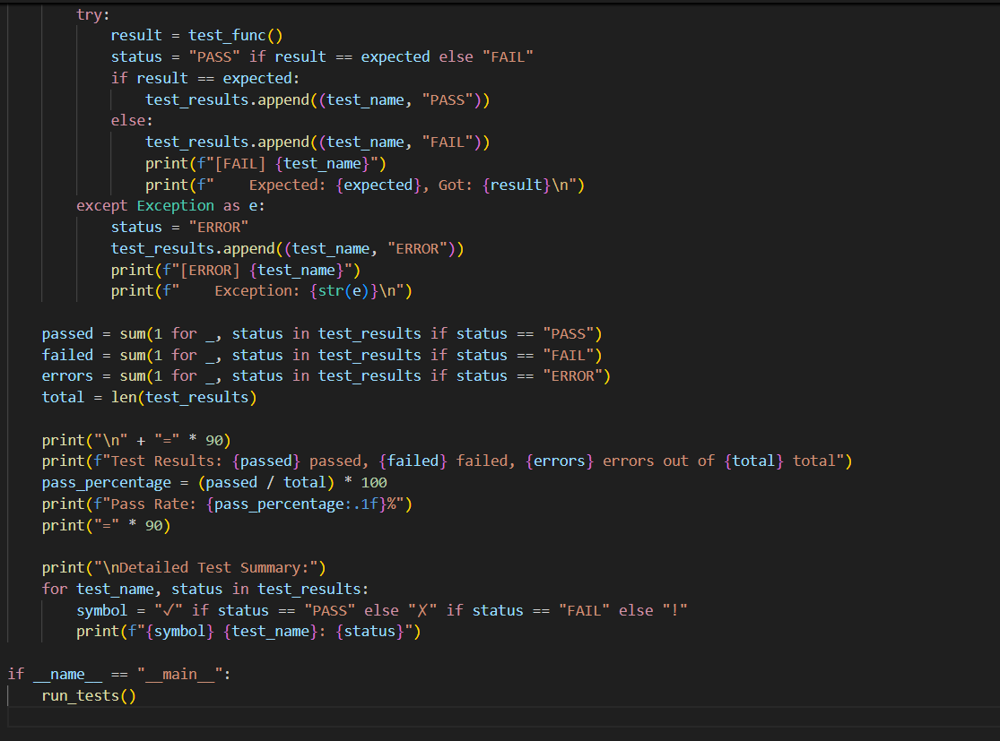 try:
            result = test_func()
            status = "PASS" if result == expected else "FAIL"
            if result == expected:
                test_results.append((test_name, "PASS"))
            else:
                test_results.append((test_name, "FAIL"))
                print(f"[FAIL] {test_name}")
                print(f"    Expected: {expected}, Got: {result}\n")
        except Exception as e:
            status = "ERROR"
            test_results.append((test_name, "ERROR"))
            print(f"[ERROR] {test_name}")
            print(f"    Exception: {str(e)}\n")

    passed = sum(1 for _, status in test_results if status == "PASS")
    failed = sum(1 for _, status in test_results if status == "FAIL")
    errors = sum(1 for _, status in test_results if status == "ERROR")
    total = len(test_results)

    print("\n" + "=" * 90)
    print(f"Test Results: {passed} passed, {failed} failed, {errors} errors out of {total} total")
    pass_percentage = (passed / total) * 100
    print(f"Pass Rate: {pass_percentage:.1f}%")
    print("=" * 90)

    print("\nDetailed Test Summary:")
    for test_name, status in test_results:
        symbol = "✓" if status == "PASS" else "✗" if status == "FAIL" else "!"
        print(f"{symbol} {test_name}: {status}")

if __name__ == "__main__":
    run_tests()